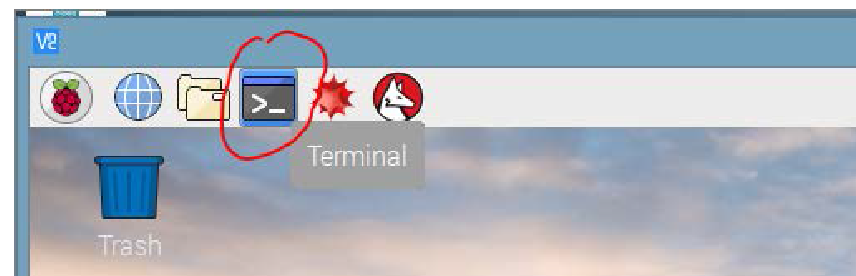 V2
>_
Terminal
Trash